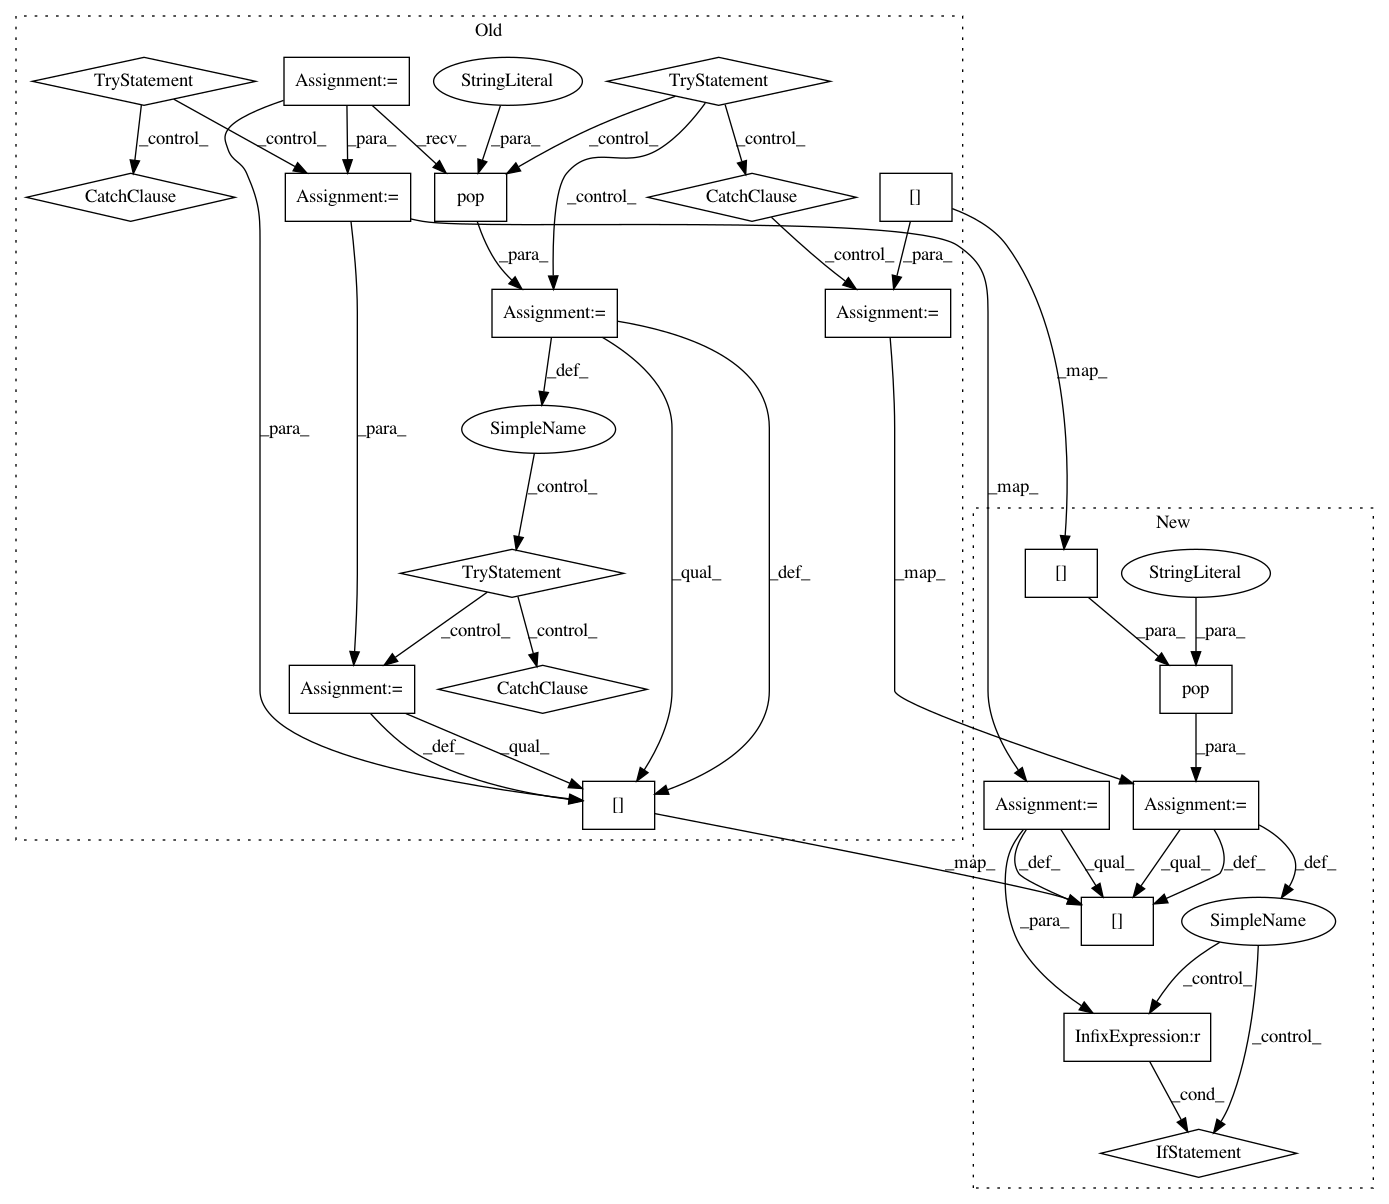 Old
TryStatement
Assignment:=
StringLiteral
TryStatement
_control_
_control_
_para_
_recv_
_para_
_control_
_control_
CatchClause
Assignment:=
pop
_control_
CatchClause
[]
_para_
_control_
_para_
Assignment:=
Assignment:=
_def_
_map_
_para_
_para_
SimpleName
_control_
_map_
New
TryStatement
_qual_
_def_
_map_
[]
StringLiteral
_control_
_control_
_para_
_para_
Assignment:=
CatchClause
pop
_def_
_qual_
_para_
[]
Assignment:=
Assignment:=
_map_
_def_
_qual_
_qual_
_def_
_def_
_para_
[]
SimpleName
_control_
InfixExpression:r
_control_
_cond_
IfStatement